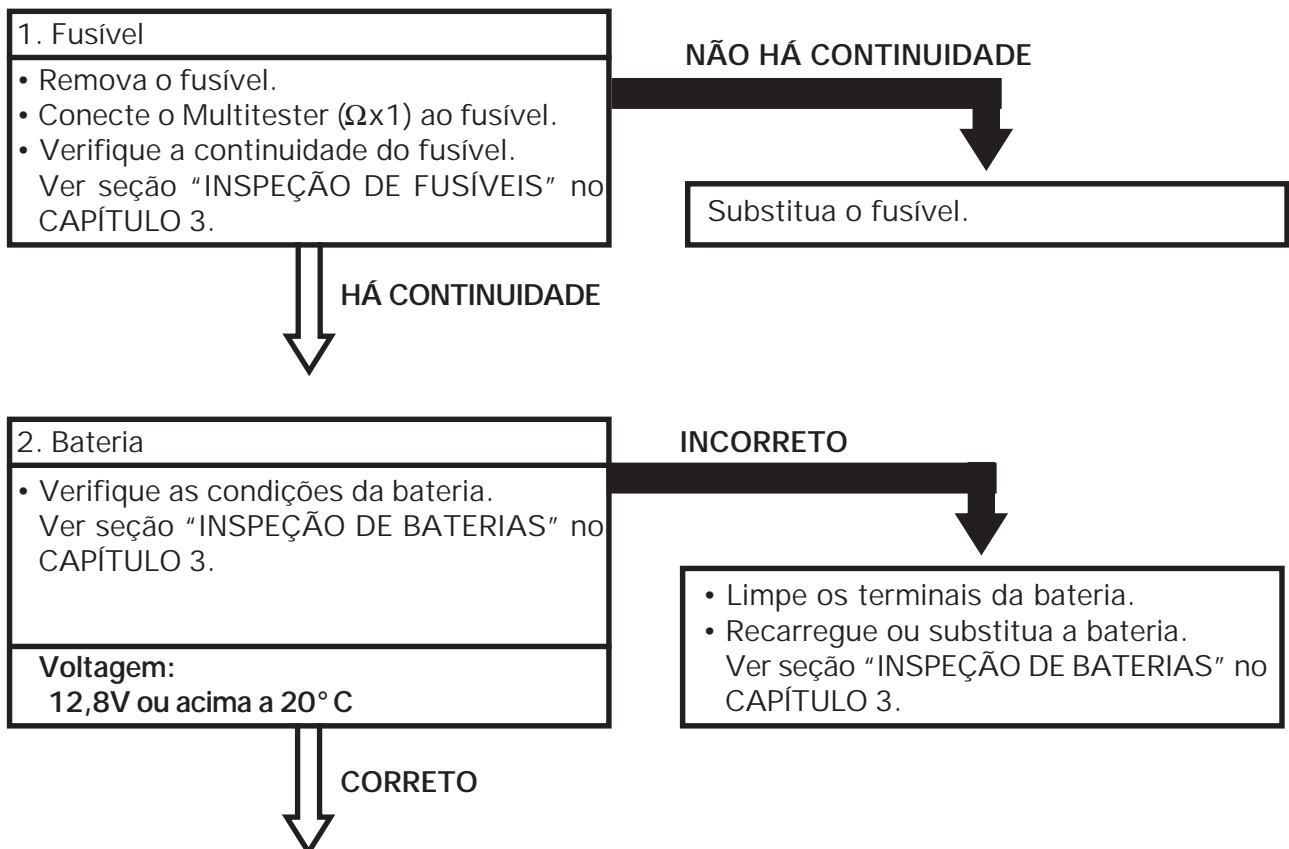 1. Fusível
• Remova o fusível.
• Conecte o Multitester (Ωx1) ao fusível.
• Verifique a continuidade do fusível.
Ver seção “INSPEÇÃO DE FUSÍVEIS” no
CAPÍTULO 3.
NÃO HÁ CONTINUIDADE
Substitua o fusível.
HÁ CONTINUIDADE
2. Bateria
• Verifique as condições da bateria.
Ver seção “INSPEÇÃO DE BATERIAS” no
CAPÍTULO 3.
Voltagem:
12,8V ou acima a 20° C
INCORRETO
• Limpe os terminais da bateria.
• Recarregue ou substitua a bateria.
Ver seção “INSPEÇÃO DE BATERIAS” no
CAPÍTULO 3.
CORRETO